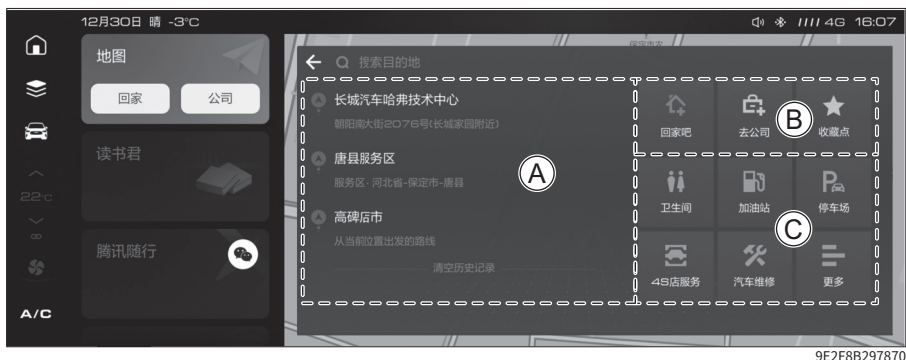 12月30日 晴 -3°C
4G 16:07
地图
回家
公司
读书君
22°C
腾讯随行
A/C
搜索目的地
长城汽车哈弗技术中心
朝阳南大街2076号(长城家园附近)
唐县服务区
服务区·河北省-保定市-唐县
高碑店市
从当前位置出发的路线
清空历史记录
A
回家吧
去公司
收藏点
B
卫生间
加油站
停车场
C
4S店服务
汽车维修
更多
9F2F8B297870